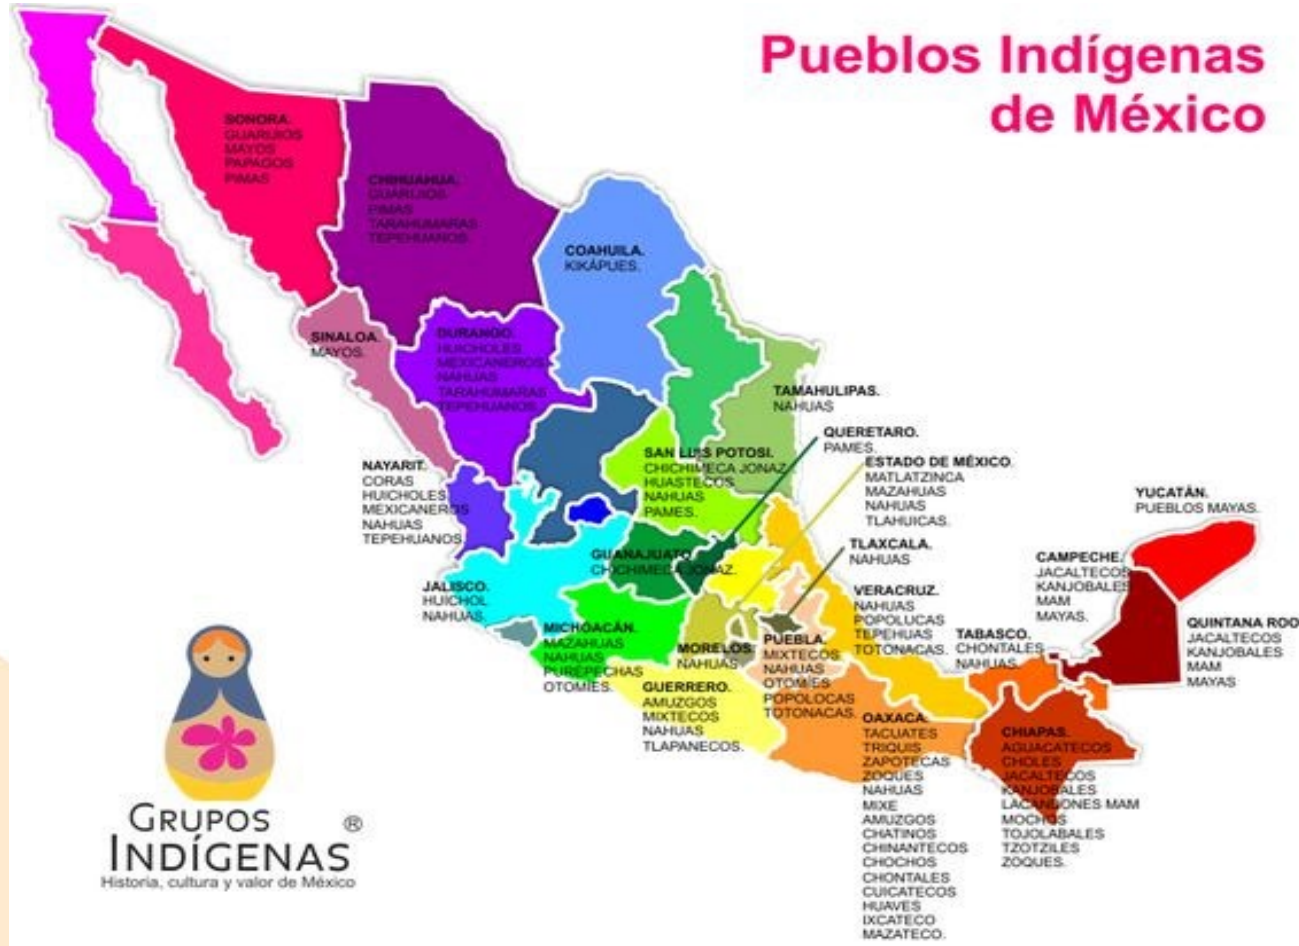 Pueblos Indígenas
de México
SONORA.
GUARIJIOS
MAYOS
PAPAGOS
PIMAS
CHIHUAHUA.
GUARIJIOS
PIMAS
TARAHUMARAS
TEPEHUANOS
COAHUILA.
KIKÁPUES.
SINALOA.
MAYOS.
DURANGO.
HUICHOLES
MEXICANEROS
NAHUAS
TARAHUMARAS
TEPEHUANOS.
TAMAHULIPAS.
NAHUAS
NAYARIT.
CORAS
HUICHOLES
MEXICANEROS
NAHUAS
TEPEHUANOS
SAN LUIS POTOSI.
CHICHIMECA JONAZ
HUASTECOS
NAHUAS
PAMES.
QUERETARO.
PAMES.
ESTADO DE MÉXICO.
MATLATZINCA
MAZAHUAS
NAHUAS
TLAHUICAS.
TLAXCALA.
NAHUAS
YUCATÁN.
PUEBLOS MAYAS.
CAMPECHE.
JACALTECOS
KANJOBALES
MAM
MAYAS.
QUINTANA ROO
JACALTECOS
KANJOBALES
MAM
MAYAS
GUANAJUATO
CHICHIMECA JONAZ.
JALISCO.
HUICHOL
NAHUAS.
MICHOACÁN.
MAZAHUAS
NAHUAS
PUREPECHAS
OTOMÍES.
MORELOS.
NAHUAS
PUEBLA.
MIXTECOS
NAHUAS
OTOMÍES
POPOLOCAS
TOTONACAS.
VERACRUZ.
NAHUAS
POPOLUCAS
TEPEHUAS
TOTONACAS.
TABASCO.
CHONTALES
NAHUAS.
GUERRERO.
AMUZGOS
MIXTECOS
NAHUAS
TLAPANECOS.
OAXACA.
TACUATES
TRIQUIS
ZAPOTECAS
ZOQUES
NAHUAS
MIXE
AMUZGOS
CHATINOS
CHINANTECOS
CHOCHOS
CHONTALES
CUICATECOS
HUAVES
IXCATECO
MAZATECO.
CHIAPAS.
AGUACATECOS
CHOLES
JACALTECOS
KANJOBALES
LACANDONES MAM
MOCHOS
TOJOLABALES
TZOTZILES
ZOQUES.
GRUPOS ®
INDÍGENAS
Historia, cultura y valor de México